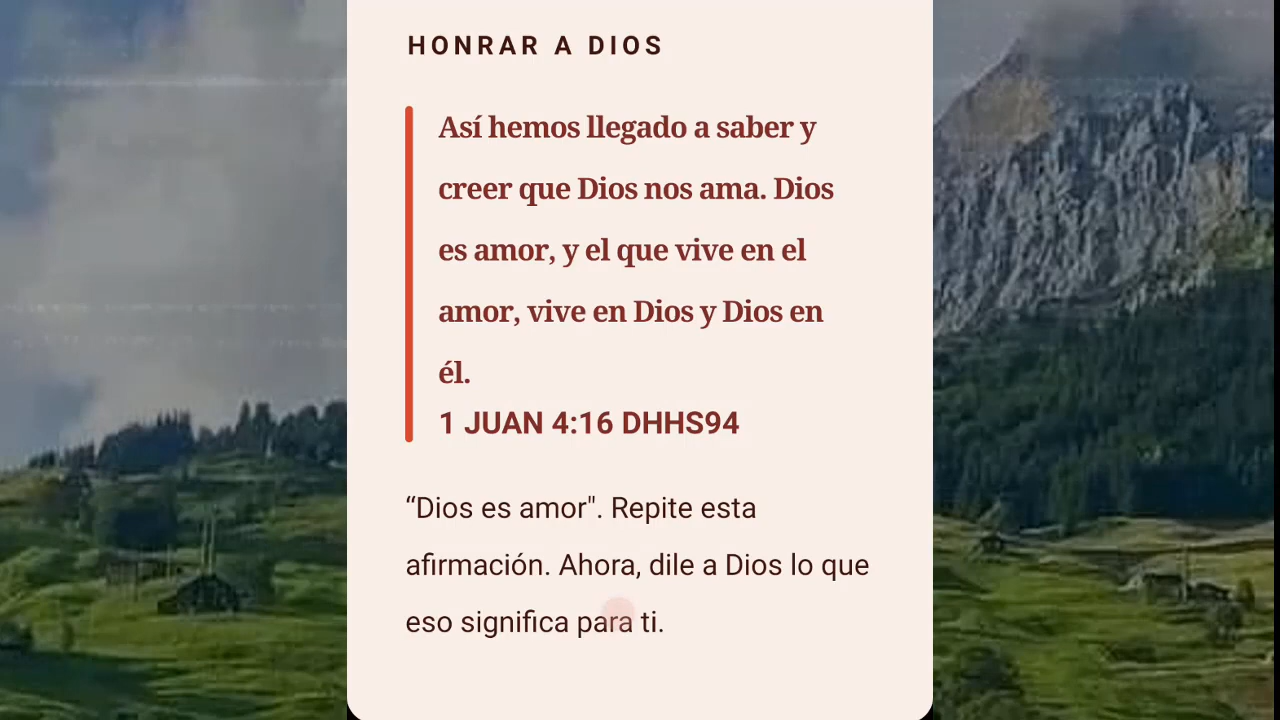 HONRAR A DIOS
Así hemos llegado a saber y
creer que Dios nos ama. Dios
es amor, y el que vive en el
amor, vive en Dios y Dios en
él.
1 JUAN 4:16 DHHS94
“Dios es amor". Repite esta
afirmación. Ahora, dile a Dios lo que
eso significa para ti.